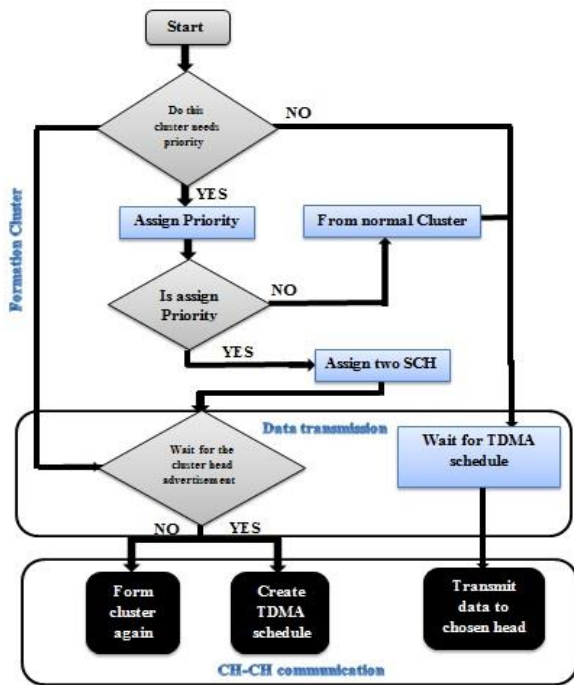 Start
Do this
cluster needs
priority
NO
YES
Assign Priority
From normal Cluster
Formation Cluster
Is assign
Priority
NO
YES
Assign two SCH
Data transmission
Wait for the
cluster head
advertisement
Wait for TDMA
schedule
NO
YES
Form
cluster
again
Create
TDMA
schedule
Transmit
data to
chosen head
CH-CH communication